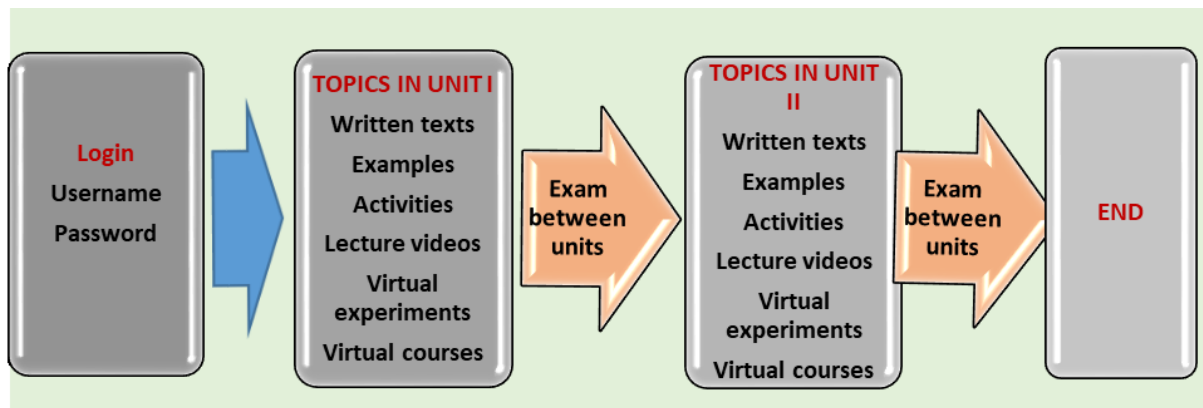 Login
Username
Password
TOPICS IN UNIT I
Written texts
Examples
Activities
Lecture videos
Virtual
experiments
Virtual courses
Exam
between
units
TOPICS IN UNIT
II
Written texts
Examples
Activities
Lecture videos
Virtual
experiments
Virtual courses
Exam
between
units
END